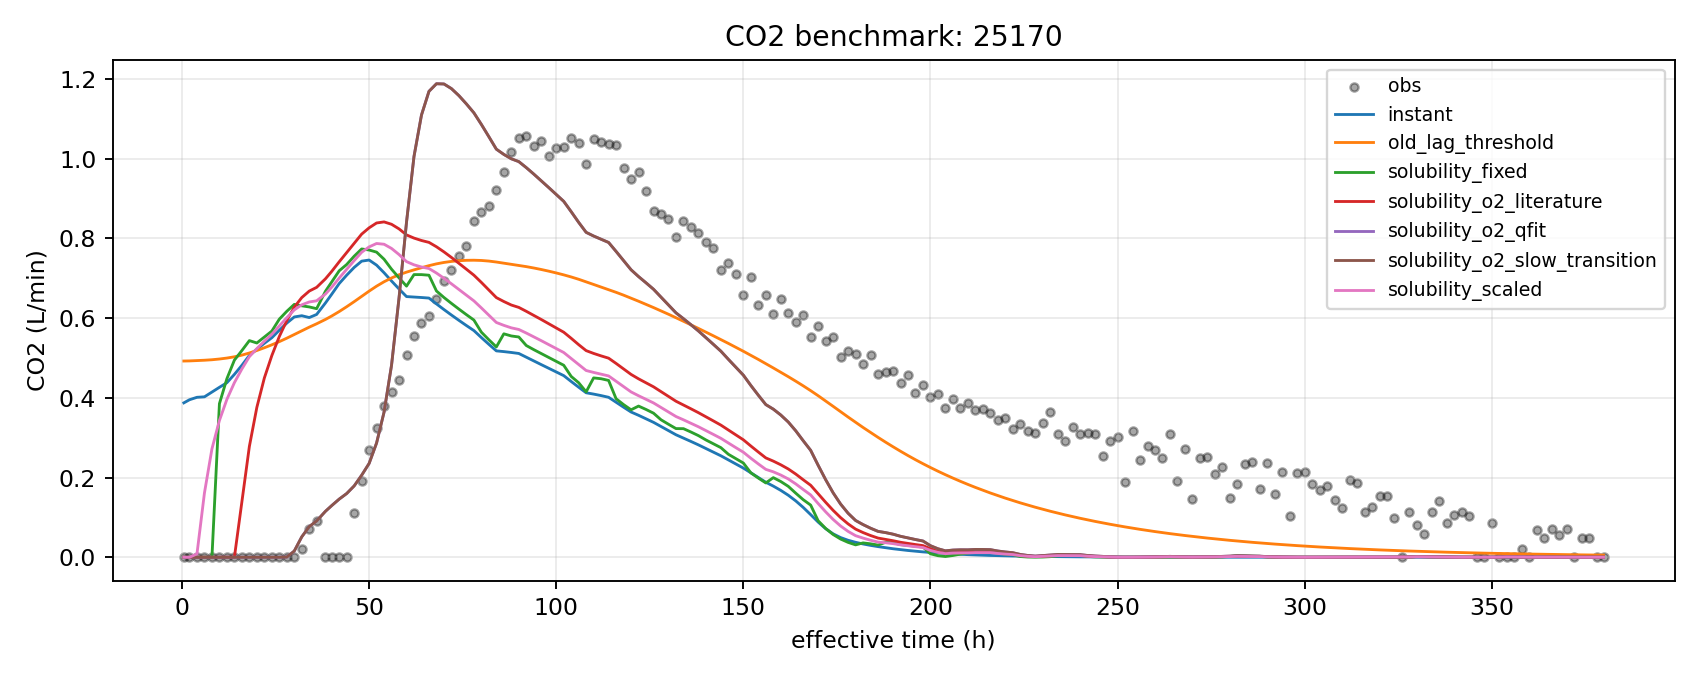 CO2 benchmark: 25170
CO2 (L/min)
1.2
1.0
0.8
0.6
0.4
0.2
0.0
0
50
100
150
200
250
300
350
effective time (h)
obs
instant
old_lag_threshold
solubility_fixed
solubility_o2_literature
solubility_o2_qfit
solubility_o2_slow_transition
solubility_scaled